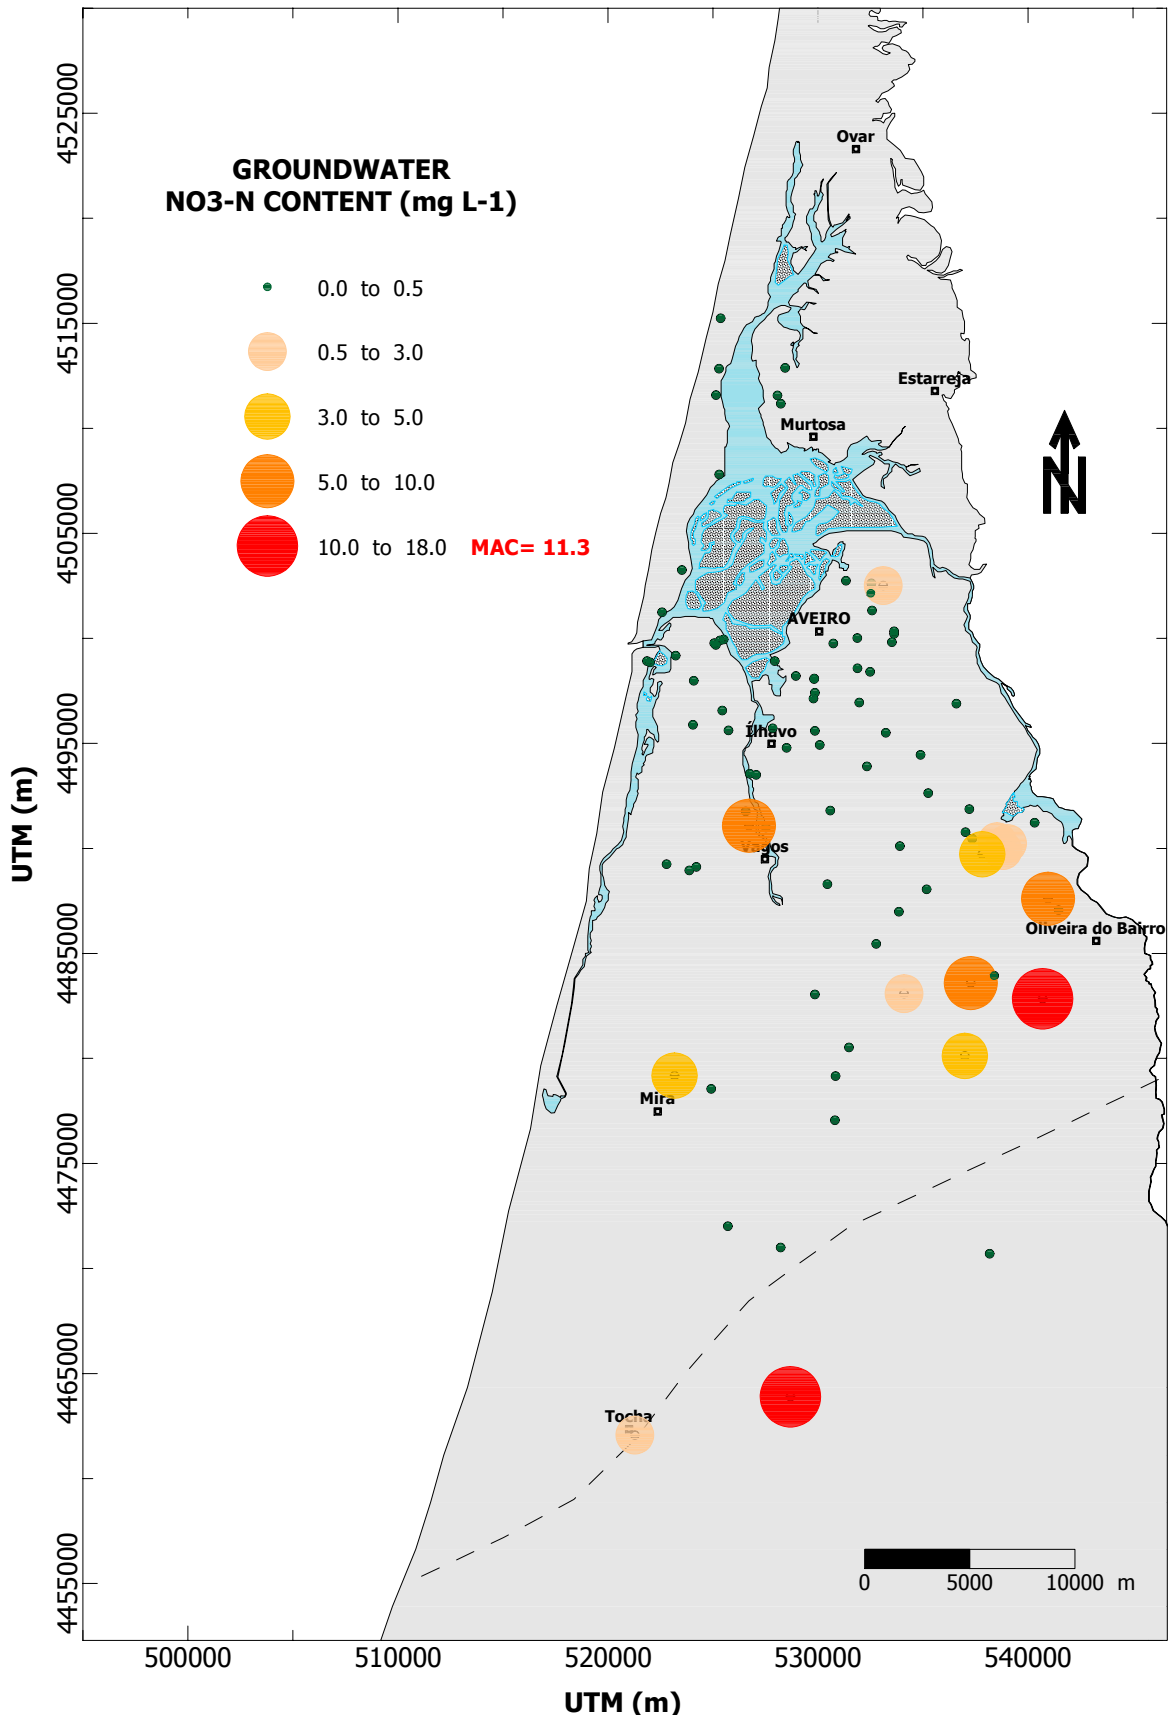 GROUNDWATER
NO3-N CONTENT (mg L-1)
0.0 to 0.5
0.5 to 3.0
3.0 to 5.0
5.0 to 10.0
10.0 to 18.0 MAC= 11.3
Ovar
Estarreja
Murtosa
N
AVEIRO
Ílhavo
Vagos
Oliveira do Bairro
Mira
Tocha
0 5000 10000 m
UTM (m)
4525000
4515000
4505000
4495000
4485000
4475000
4465000
4455000
500000 510000 520000 530000 540000
UTM (m)